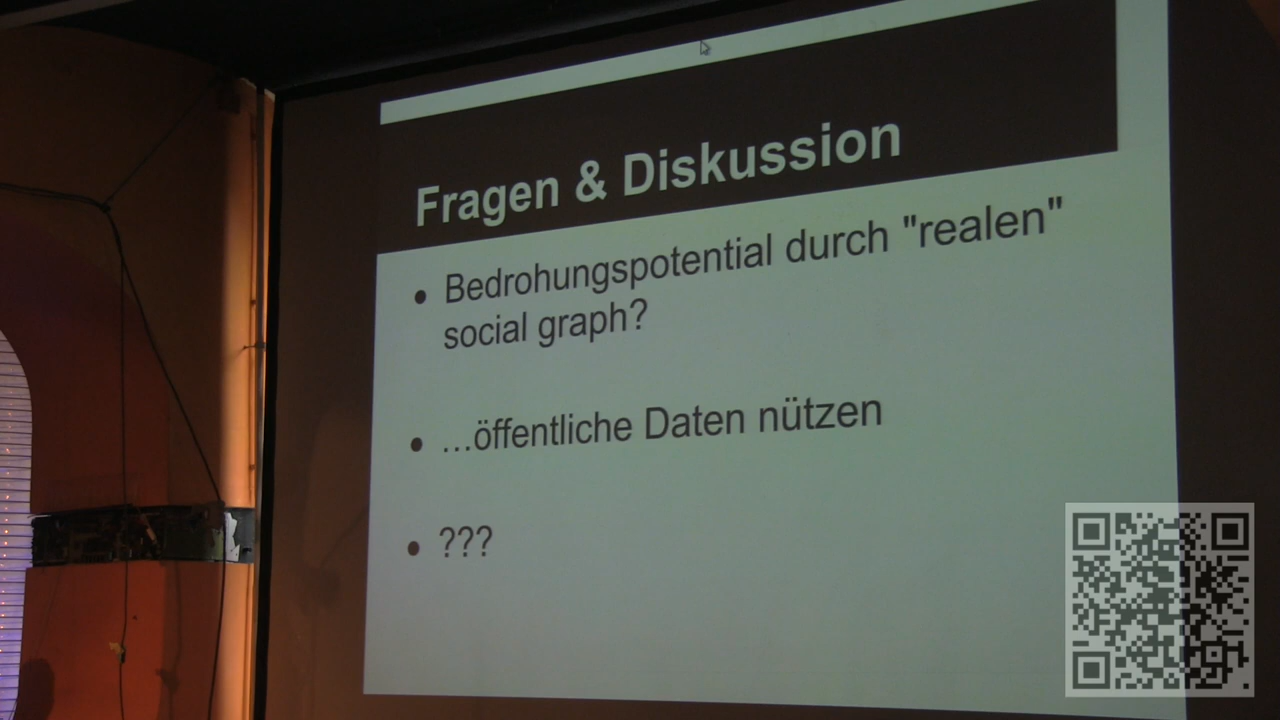 Fragen & Diskussion
• Bedrohungspotential durch "realen"
social graph?
• ...öffentliche Daten nützen
• ???